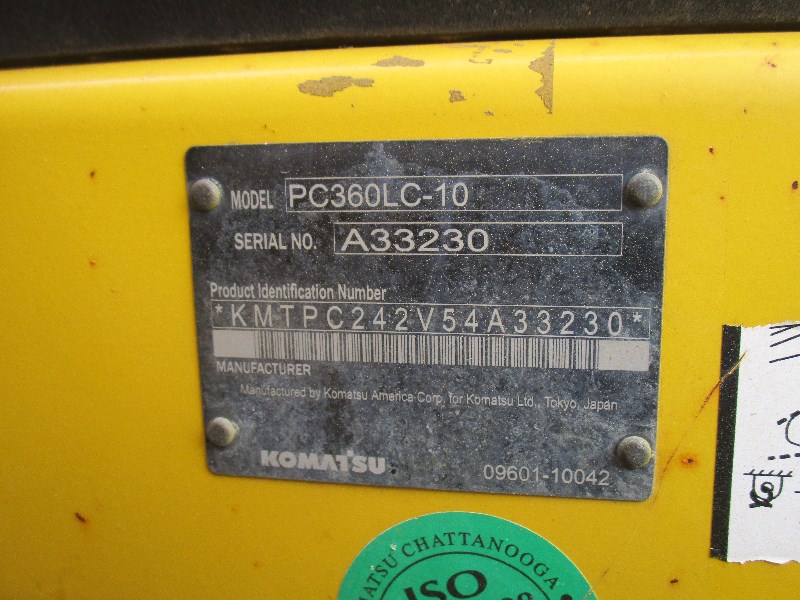 MODEL PC360LC-10
SERIAL NO. A33230
Product Identification Number
*KMTPC242V54A33230*
MANUFACTURER
Manufactured by Komatsu America Corp. for Komatsu Ltd., Tokyo, Japan
KOMATSU 09601-10042
CHATTANOOGA
ISO